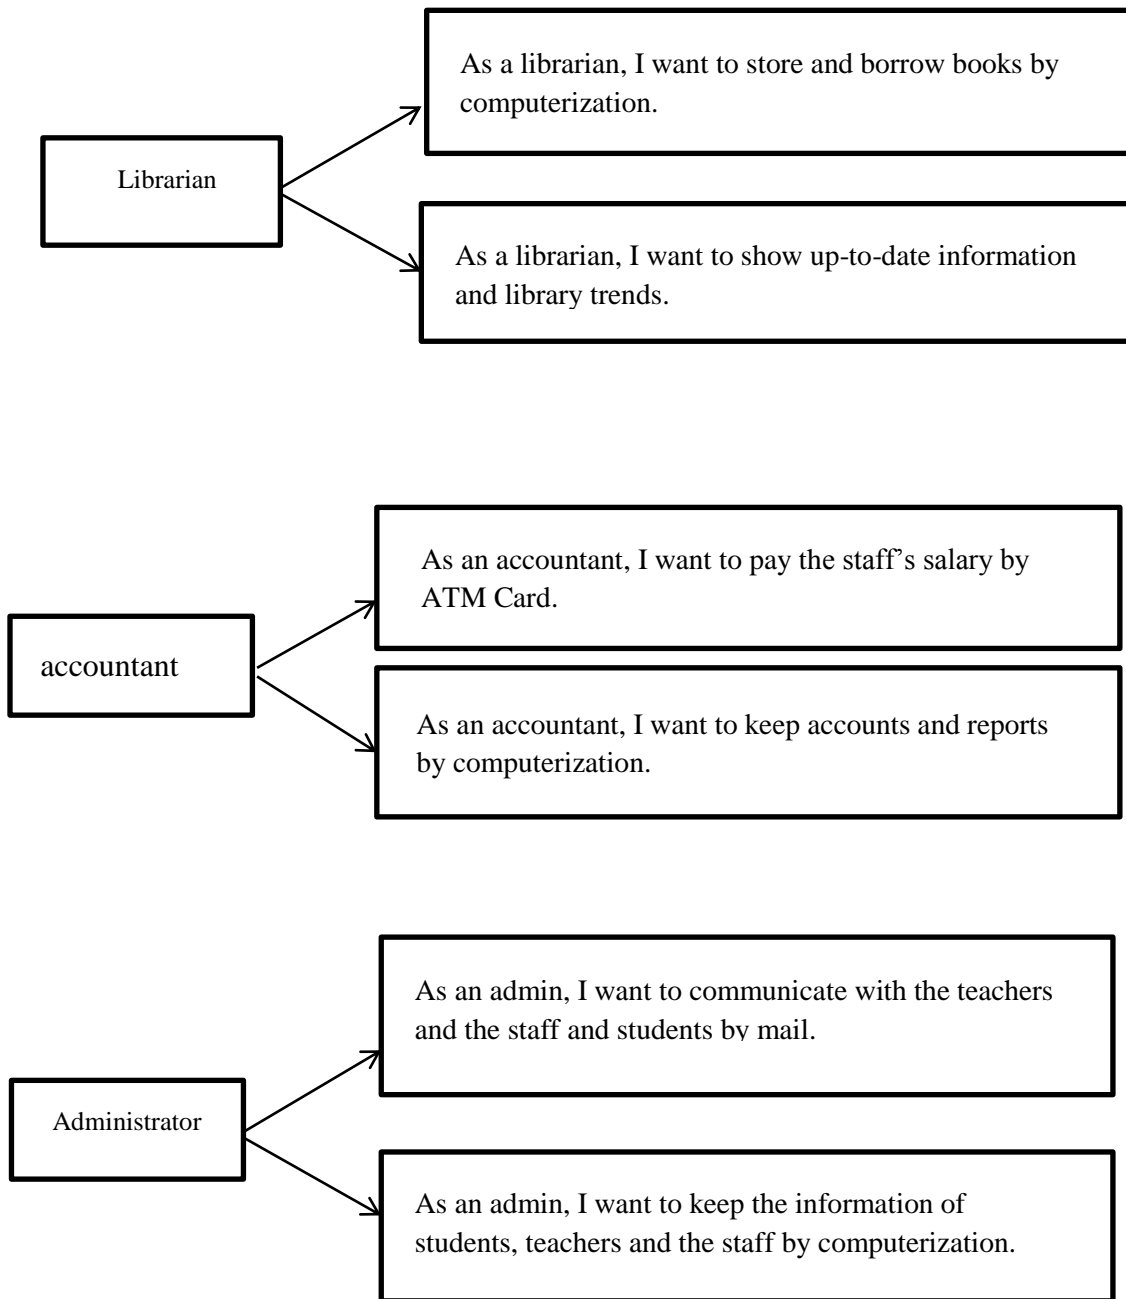 As a librarian, I want to store and borrow books by
computerization.
Librarian
As a librarian, I want to show up-to-date information
and library trends.
As an accountant, I want to pay the staff’s salary by
ATM Card.
accountant
As an accountant, I want to keep accounts and reports
by computerization.
As an admin, I want to communicate with the teachers
and the staff and students by mail.
Administrator
As an admin, I want to keep the information of
students, teachers and the staff by computerization.